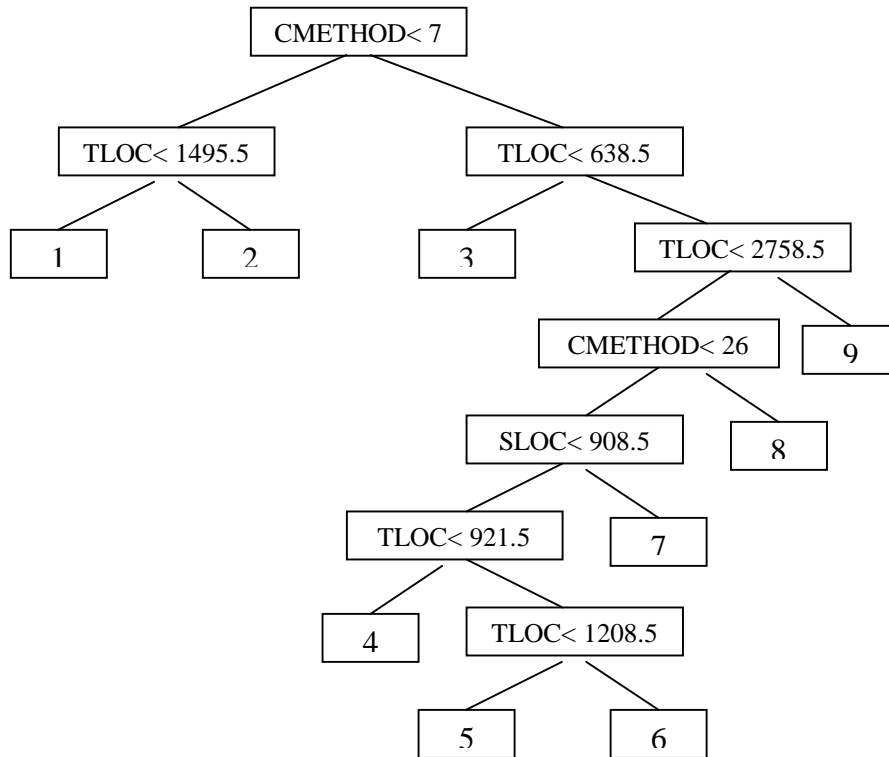 CMETHOD< 7
TLOC< 1495.5
TLOC< 638.5
1
2
3
TLOC< 2758.5
CMETHOD< 26
9
SLOC< 908.5
8
TLOC< 921.5
7
4
TLOC< 1208.5
5
6